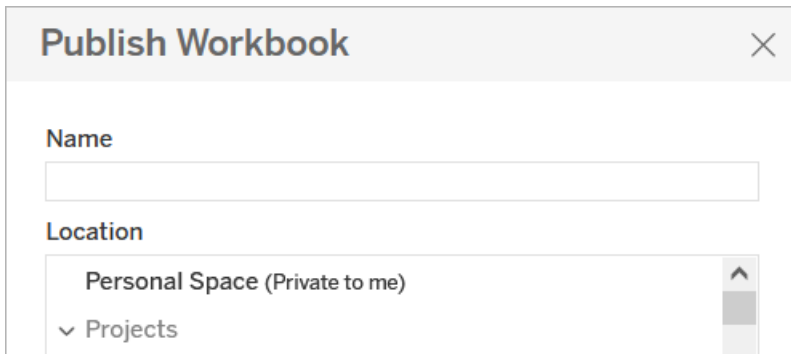 Publish Workbook
Name
Location
Personal Space (Private to me)
Projects